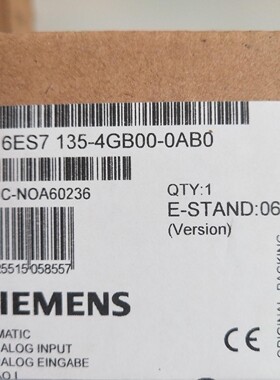 6ES7 135-4GB00-0AB0
C-NOA60236
QTY:1
E-STAND:06
(Version)
5515 058557
IEMENS
MATIC
ALOG INPUT
ALOG EINGABE
CE
ORIGINAL PACKING